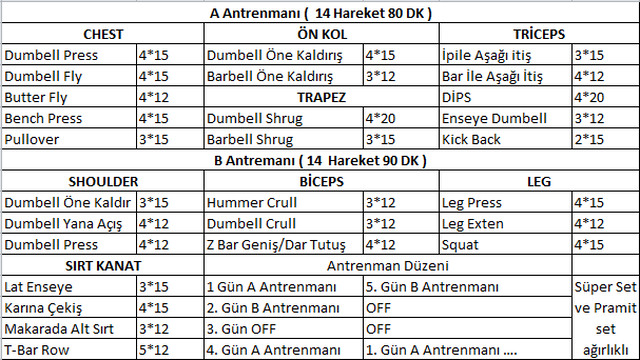 A Antrenmanı ( 14 Hareket 80 DK )
CHEST ÖN KOL TRİCEPS
Dumbell Press 4*15 Dumbell Öne Kaldırış 4*15 İpile Aşağı itiş 3*15
Dumbell Fly 4*15 Barbell Öne Kaldırış 3*12 Bar İle Aşağı İtiş 4*12
Butter Fly 4*12 TRAPEZ DİPS 4*20
Bench Press 4*15 Dumbell Shrug 4*20 Enseye Dumbell 3*12
Pullover 3*15 Barbell Shrug 3*15 Kick Back 2*15
B Antremanı ( 14 Hareket 90 DK )
SHOULDER BİCEPS LEG
Dumbell Öne Kaldır 3*15 Hummer Crull 3*12 Leg Press 4*15
Dumbell Yana Açış 4*12 Dumbell Crull 3*12 Leg Exten 4*12
Dumbell Press 4*12 Z Bar Geniş/Dar Tutuş 4*12 Squat 4*15
SIRT KANAT Antrenman Düzeni
Lat Enseye 3*15 1 Gün A Antrenmanı 5. Gün B Antrenmanı Süper Set
Karına Çekiş 4*15 2. Gün B Antrenmanı OFF ve Pramit
Makarada Alt Sırt 3*12 3. Gün OFF OFF set
T-Bar Row 5*12 4. Gün A Antrenmanı 1. Gün A Antrenmanı .... ağırlıklı